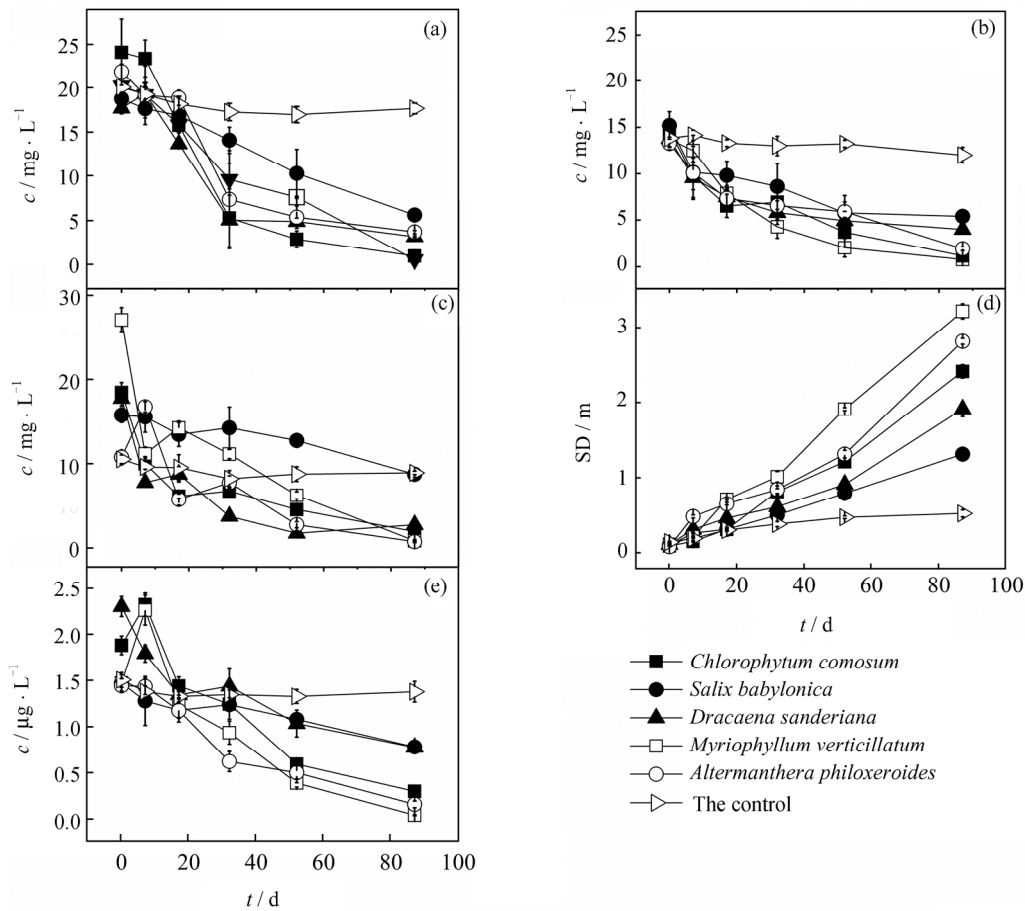 (a)
25
20
15
10
5
0
c / mg · L⁻¹
(b)
25
20
15
10
5
0
c / mg · L⁻¹
(c)
30
20
10
10
0
c / mg · L⁻¹
(d)
3
2
1
0
SD / m
0 20 40 60 80 100
t / d
(e)
2.5
2.0
1.5
1.0
0.5
0.0
c / μg · L⁻¹
0 20 40 60 80 100
t / d
Chlorophytum comosum
Salix babylonica
Dracaena sanderiana
Myriophyllum verticillatum
Altermanthera philoxeroides
The control